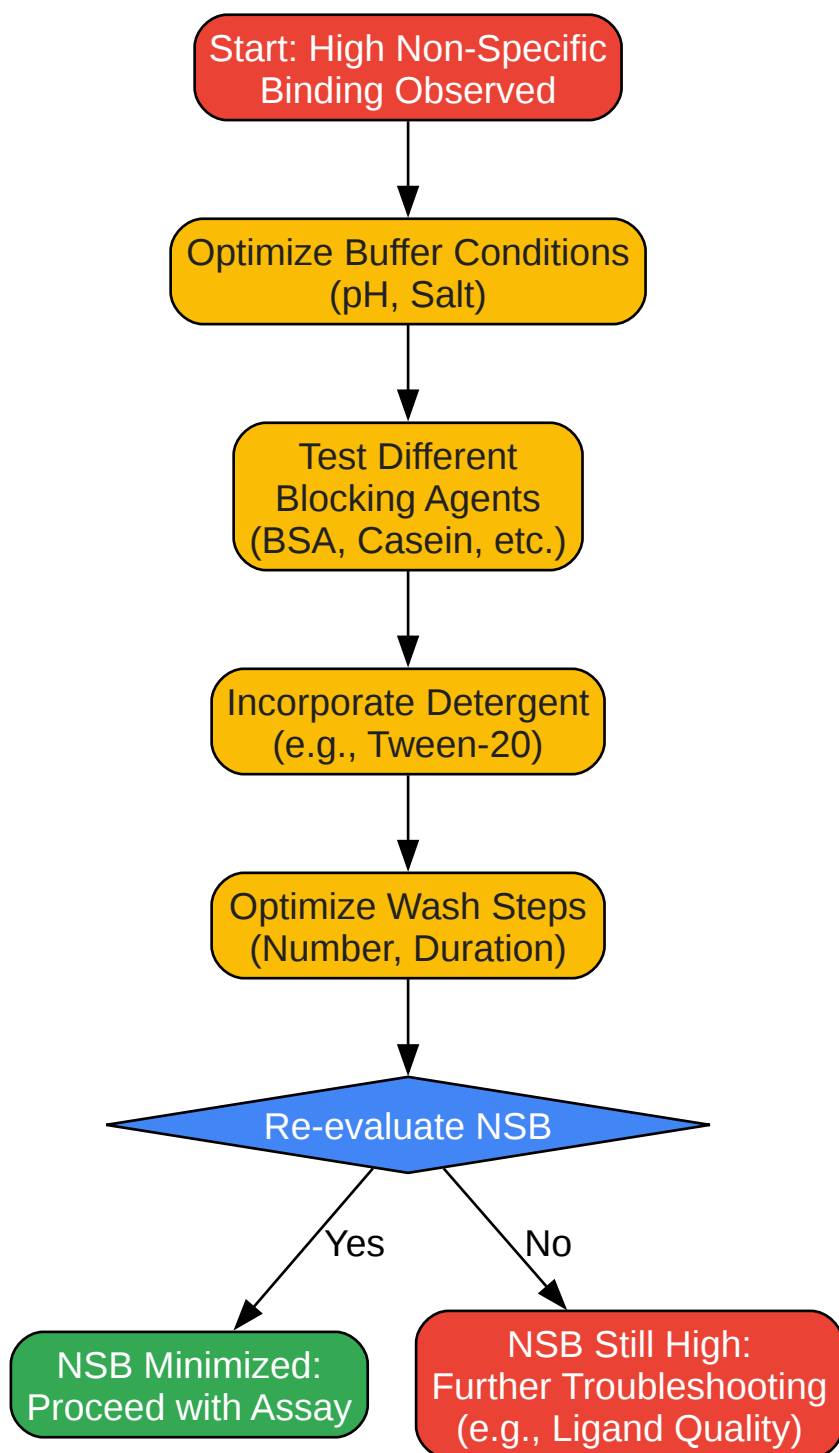 Start: High Non-Specific
Binding Observed
Optimize Buffer Conditions
(pH, Salt)
Test Different
Blocking Agents
(BSA, Casein, etc.)
Incorporate Detergent
(e.g., Tween-20)
Optimize Wash Steps
(Number, Duration)
Re-evaluate NSB
Yes
No
NSB Minimized:
Proceed with Assay
NSB Still High:
Further Troubleshooting
(e.g., Ligand Quality)